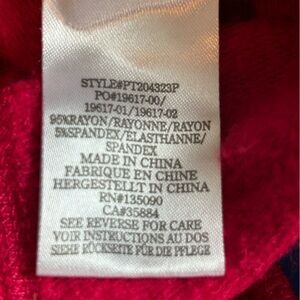 STYLE#PT204323P
PO#19617-00/
19617-01/19617-02
95%RAYON/RAYONNE/RAYON
5%SPANDEX/ELASTHANNE/
SPANDEX
MADE IN CHINA
FABRIQUE EN CHINE
HERGESTELLT IN CHINA
RN#135090
CA#35884
SEE REVERSE FOR CARE
VOIR INSTRUCTIONS AU DOS
SIEHE RÜCKSEITE FÜR DIE PFLEGE